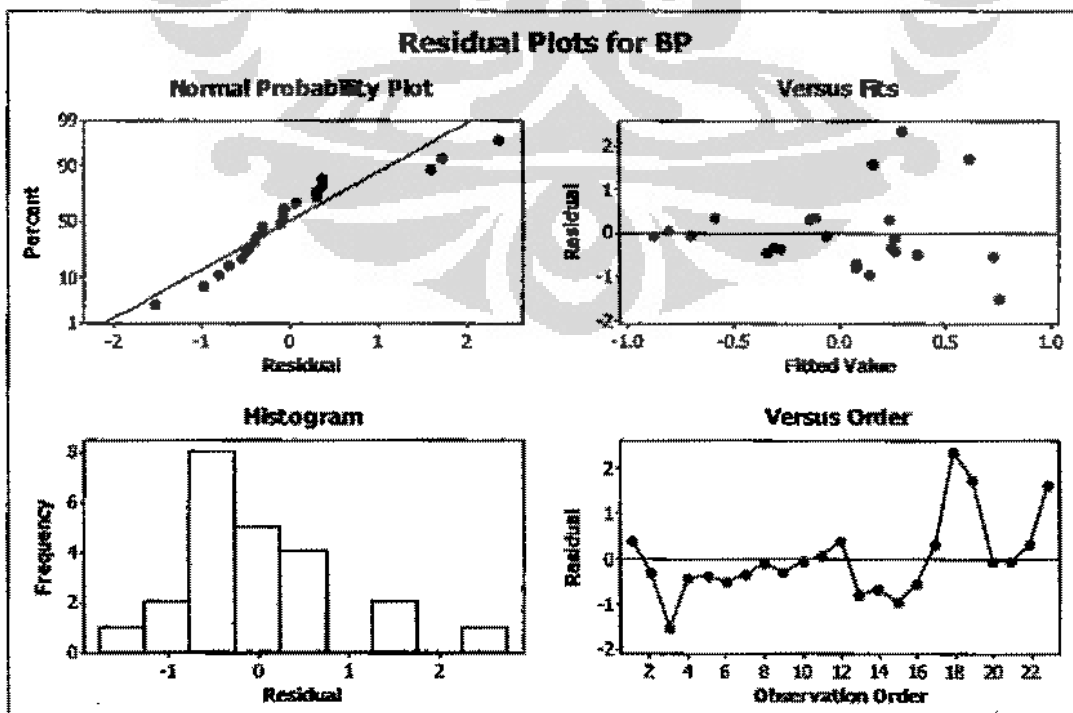 Residual Plots for BP
Normal Probability Plot
99
90
50
10
1
Percent
-2 -1 0 1 2
Residual
Versus Fits
2
1
0
-1
-2
Residual
-1.0 -0.5 0.0 0.5 1.0
Fitted Value
Histogram
8
6
4
2
0
Frequency
-1 0 1 2
Residual
Versus Order
2
1
0
-1
-2
Residual
2 4 6 8 10 12 14 16 18 20 22
Observation Order